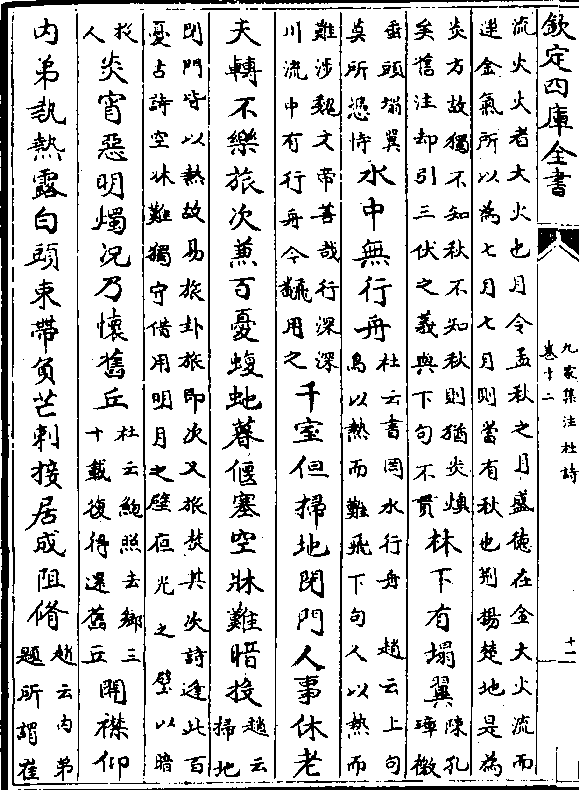 欽定四庫全書
九家集注杜詩
卷十二
十一
流火火者大火也月令孟秋之月盛德在金大火流而
運金氣所以為七月七月則當有秋也荆揚楚地是為
炎方故獨不知秋不知秋則猶炎燠
矣舊注却引三伏之義與下句不貫
林下有塌翼
陳孔
璋檄
垂頭塌翼
莫所憑恃
水中無行舟
杜云書罔水行舟 趙云上句
鳥以熱而難飛下句人以熱而
難涉魏文帝善哉行深深
川流中有行舟今飜用之
千室但掃地閉門人事休老
夫轉不樂旅次兼百憂蝮虵暮偃蹇空牀難暗投
趙云
掃地
閉門皆以熱故易旅卦旅即次又旅焚其次詩逢此百
憂古詩空牀難獨守借用明月之璧夜光之璧以暗
投
人
炎宵惡明燭況乃懷舊丘
杜云鮑照去鄉三
十載復得還舊丘
開襟仰
內弟執熱露白頭束帶負芒刺接居成阻脩
趙云內弟
題所謂崔